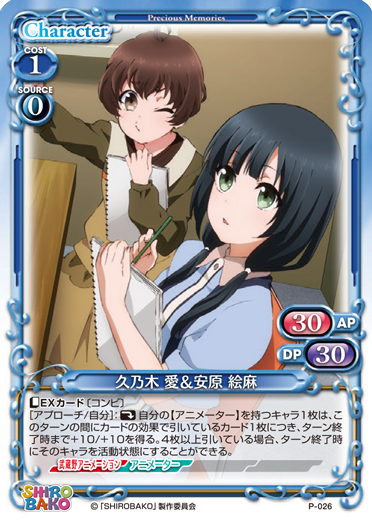 Precious Memories
Character
COST
1
SOURCE
0
30 AP
DP 30
久乃木 愛&安原 絵麻
❑EXカード［コンビ］
［アプローチ/自分］：自分の【アニメーター】を持つキャラ1枚は、こ
のターンの間にカードの効果で引いているカード1枚につき、ターン終
了時まで+10/+10を得る。4枚以上引いている場合、ターン終了時
にそのキャラを活動状態にすることができる。
武蔵野アニメーション アニメーター
SHIRO
BAKO
©「SHIROBAKO」製作委員会
P-026